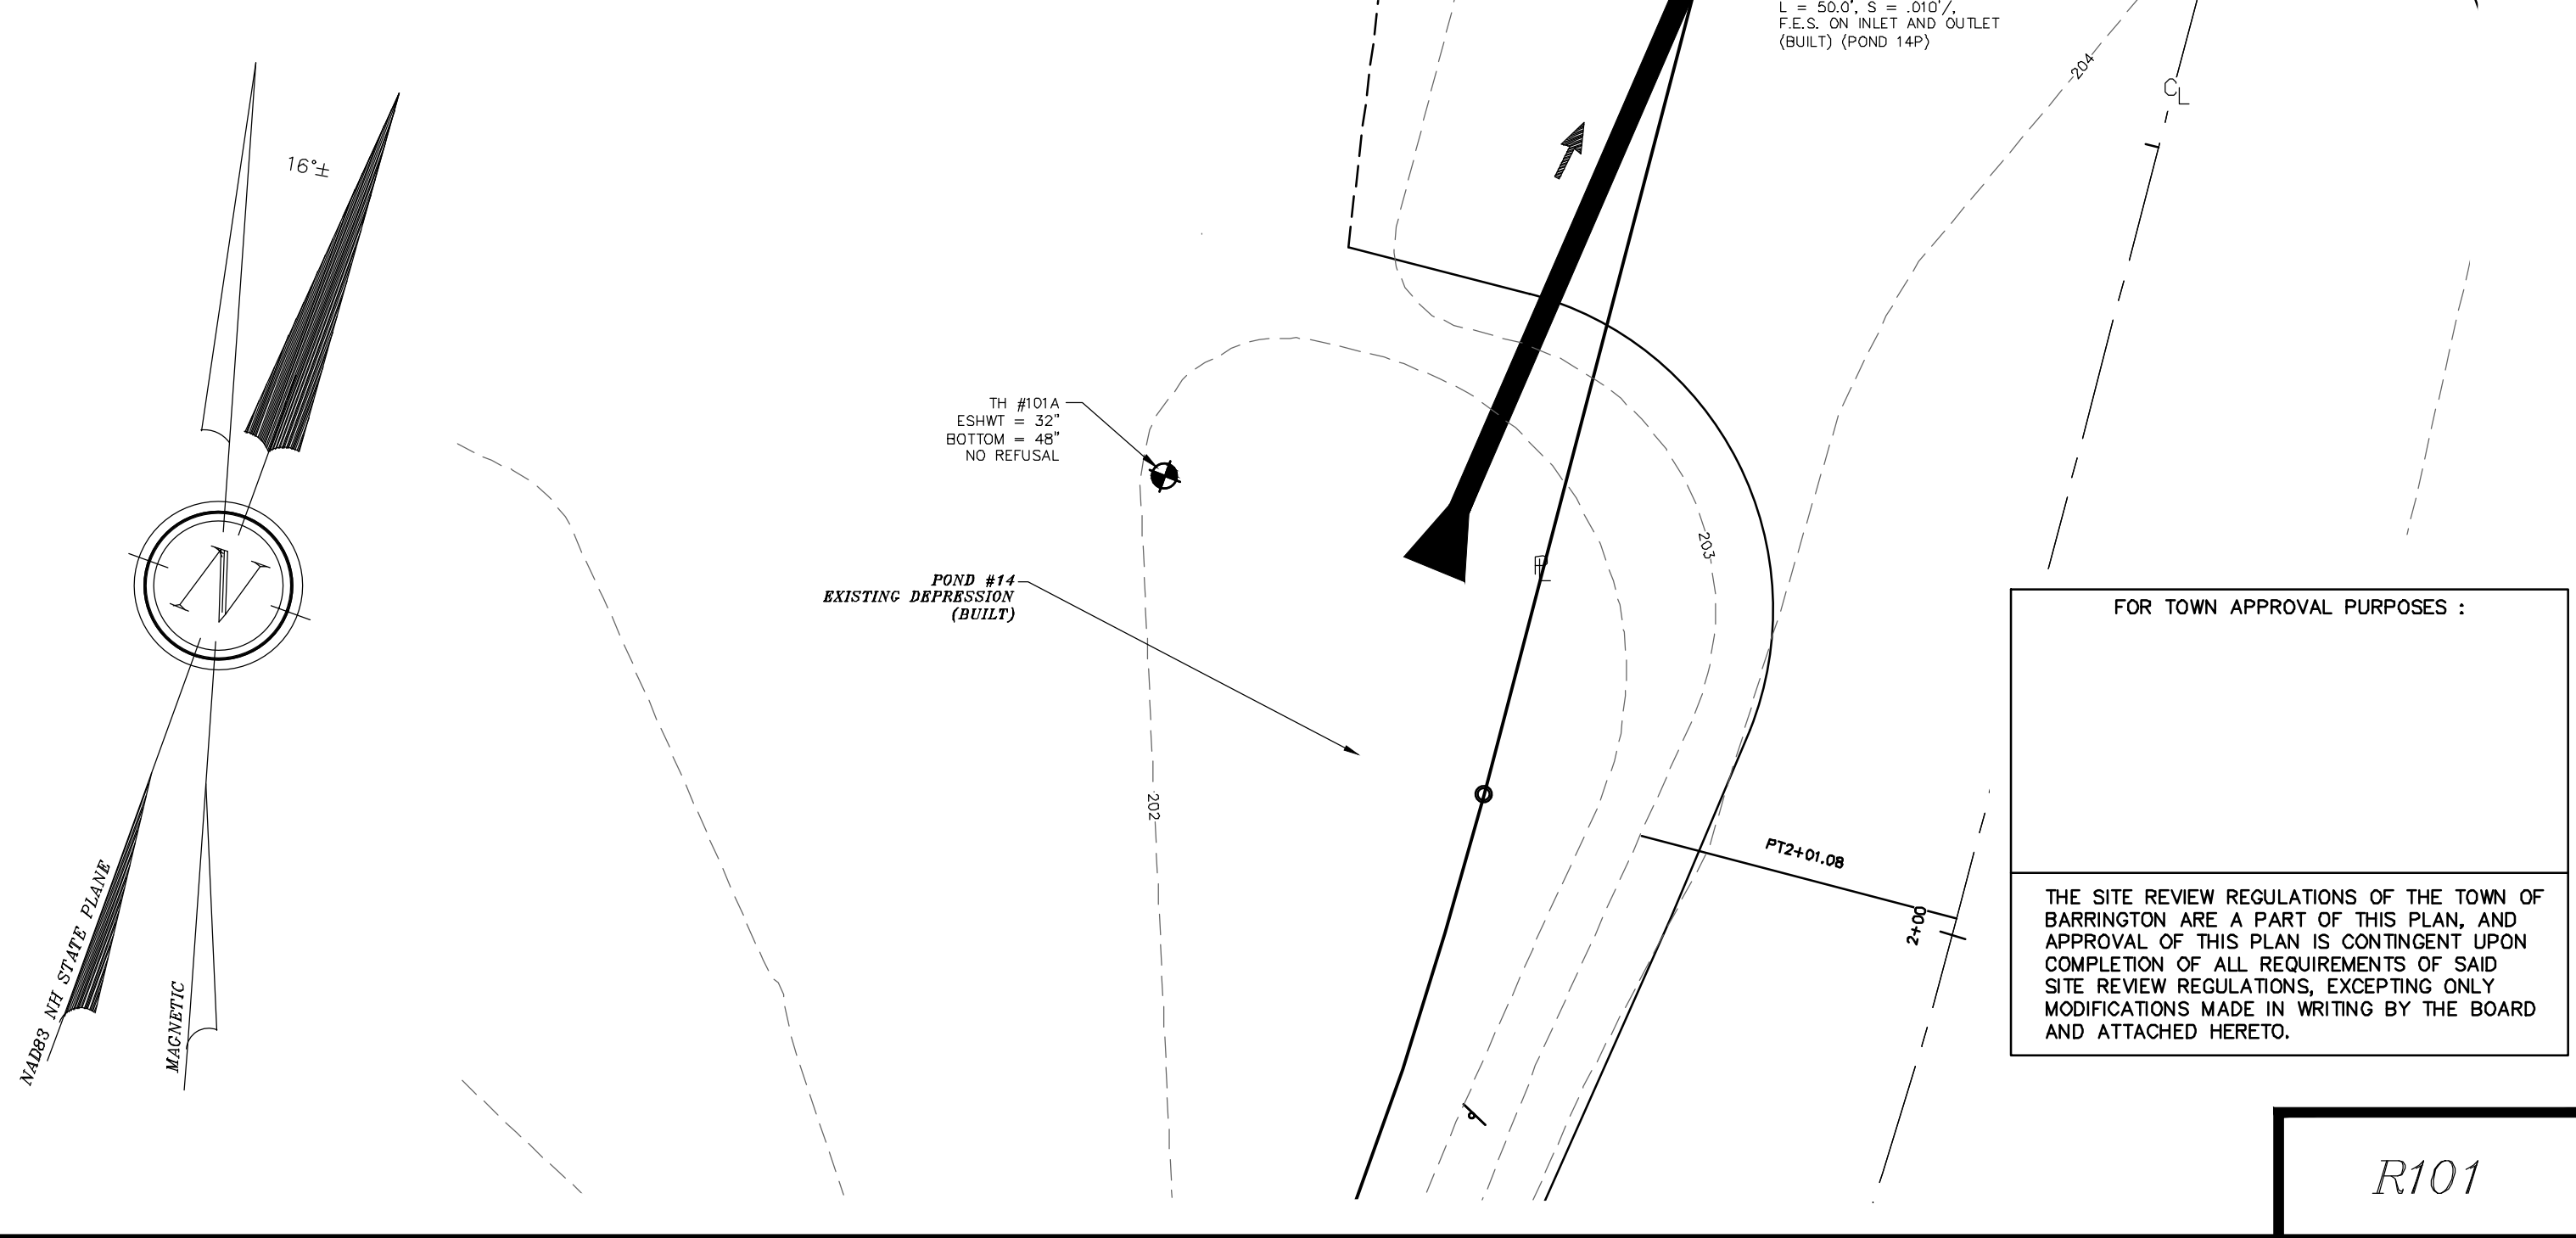 L = 50.0', S = .010'/,
F.E.S. ON INLET AND OUTLET
(BUILT) (POND 14P)
204
CL
16°±
TH #101A
ESHWT = 32"
BOTTOM = 48"
NO REFUSAL
203
PL
N
POND #14
EXISTING DEPRESSION
(BUILT)
202
PT2+01.08
2+00
NAD83 NH STATE PLANE
MAGNETIC
FOR TOWN APPROVAL PURPOSES :
THE SITE REVIEW REGULATIONS OF THE TOWN OF
BARRINGTON ARE A PART OF THIS PLAN, AND
APPROVAL OF THIS PLAN IS CONTINGENT UPON
COMPLETION OF ALL REQUIREMENTS OF SAID
SITE REVIEW REGULATIONS, EXCEPTING ONLY
MODIFICATIONS MADE IN WRITING BY THE BOARD
AND ATTACHED HERETO.
R101